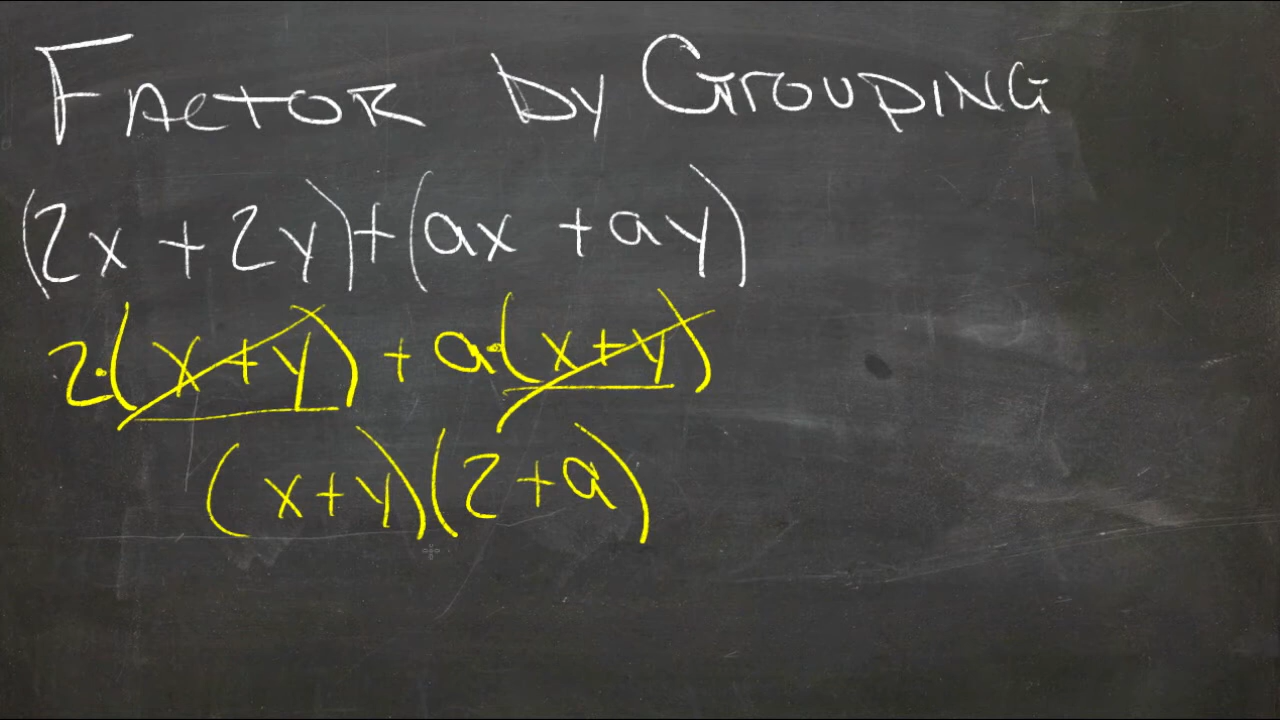 FACTOR by GROUPING
(2x + 2y) + (ax + ay)
2·(x + y) + a·(x + y)
(x + y)(2 + a)